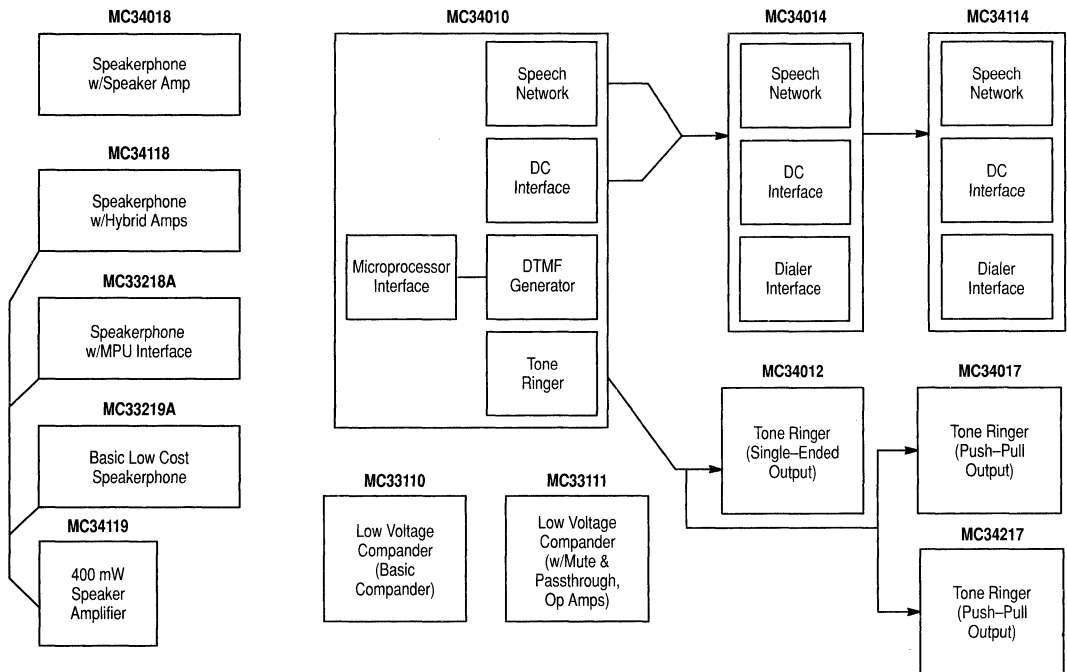 MC34018
Speakerphone
w/Speaker Amp
MC34118
Speakerphone
w/Hybrid Amps
MC33218A
Speakerphone
w/MPU Interface
MC33219A
Basic Low Cost
Speakerphone
MC34119
400 mW
Speaker
Amplifier
MC34010
Speech
Network
DC
Interface
Microprocessor
Interface
DTMF
Generator
Tone
Ringer
MC33110
Low Voltage
Compander
(Basic
Compander)
MC33111
Low Voltage
Compander
(w/Mute &
Passthrough,
Op Amps)
MC34014
Speech
Network
DC
Interface
Dialer
Interface
MC34114
Speech
Network
DC
Interface
Dialer
Interface
MC34012
Tone Ringer
(Single–Ended
Output)
MC34017
Tone Ringer
(Push–Pull
Output)
MC34217
Tone Ringer
(Push–Pull
Output)